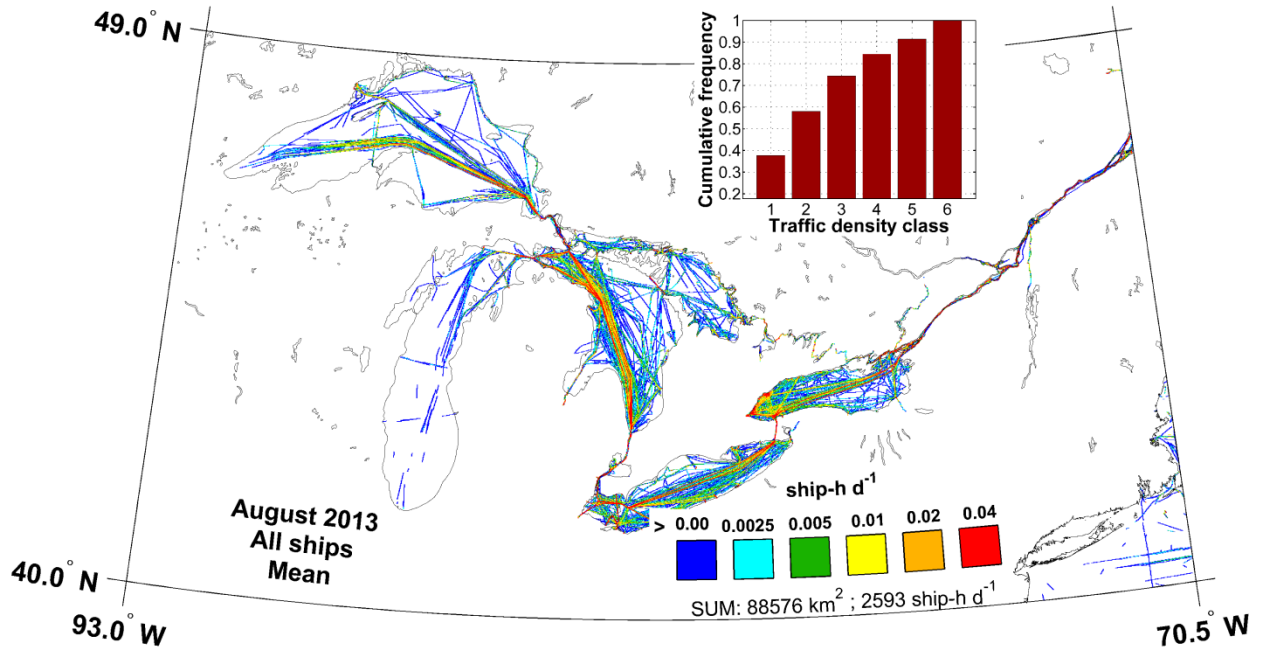 49.0° N
Cumulative frequency
1
0.9
0.8
0.7
0.6
0.5
0.4
0.3
0.2
1 2 3 4 5 6
Traffic density class
ship-h d⁻¹
> 0.00 0.0025 0.005 0.01 0.02 0.04
SUM: 88576 km² ; 2593 ship-h d⁻¹
August 2013
All ships
Mean
40.0° N
93.0° W
70.5° W